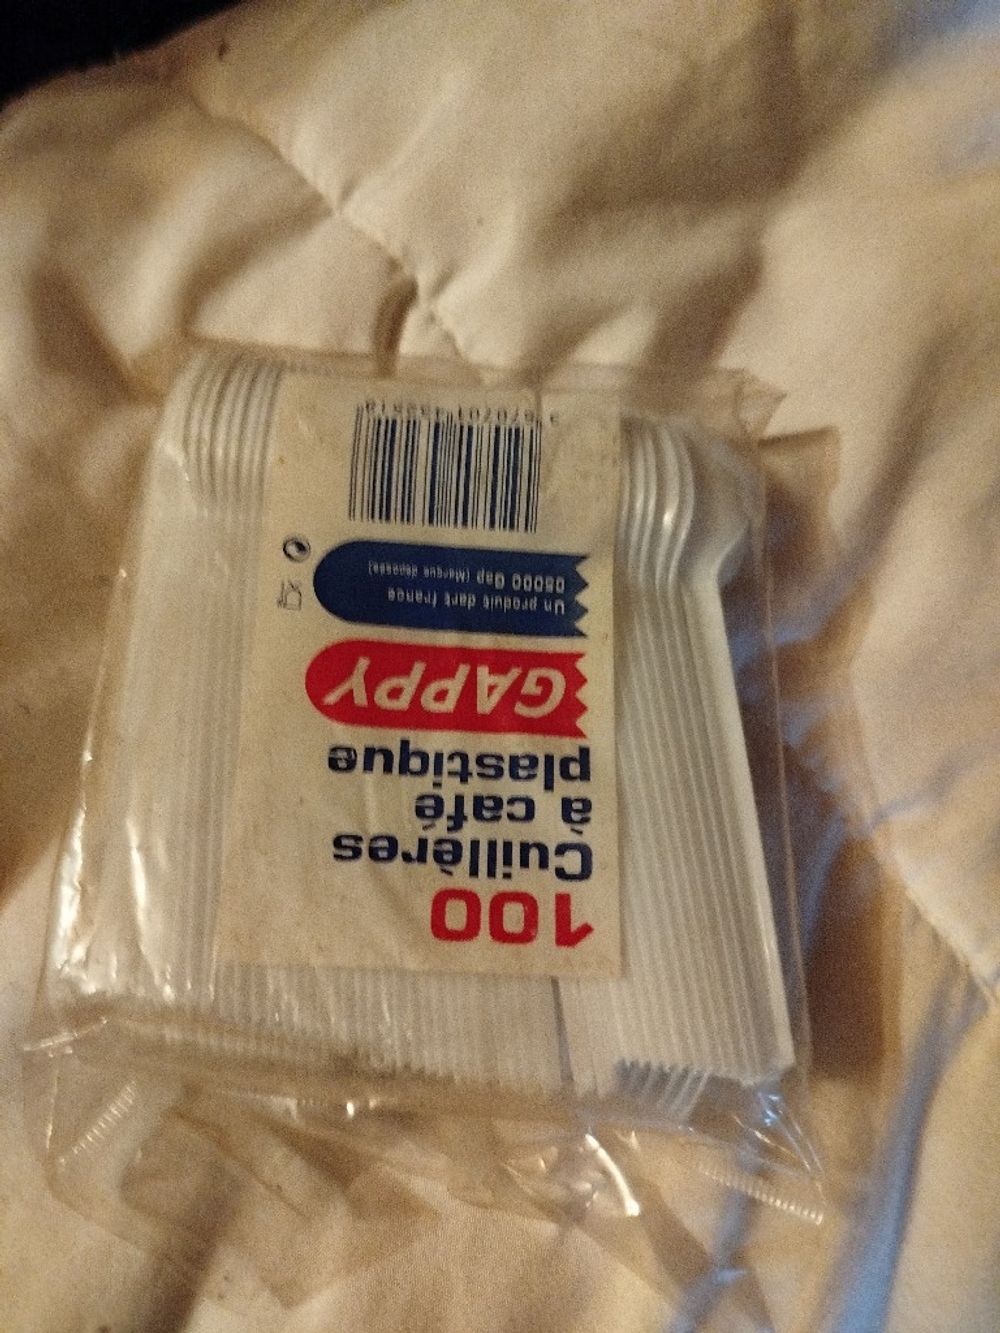 100
Cuillères
à café
plastique
GAPPY
Un produit dart france
05000 Gap (Marque déposée)